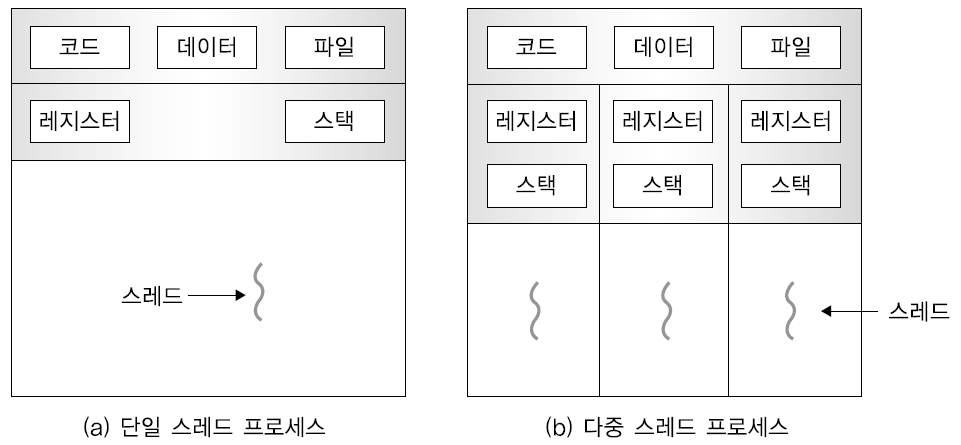 코드 데이터 파일
레지스터 스택
스레드
(a) 단일 스레드 프로세스
코드 데이터 파일
레지스터 레지스터 레지스터
스택 스택 스택
스레드
(b) 다중 스레드 프로세스